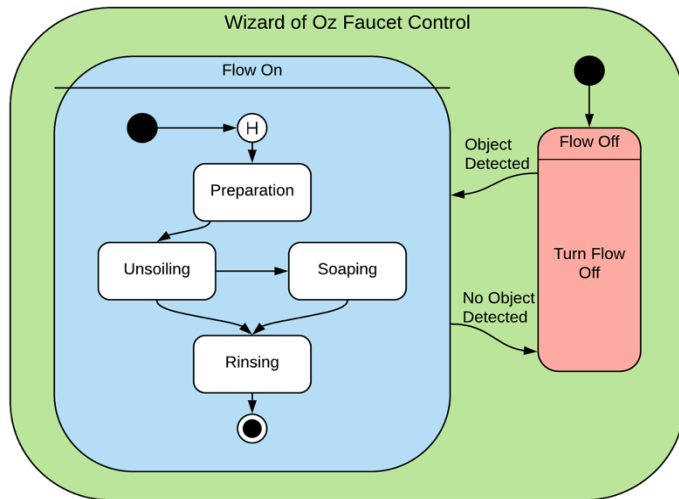 Wizard of Oz Faucet Control
Flow On
H
Preparation
Unsoiling
Soaping
Rinsing
Object
Detected
No Object
Detected
Flow Off
Turn Flow
Off